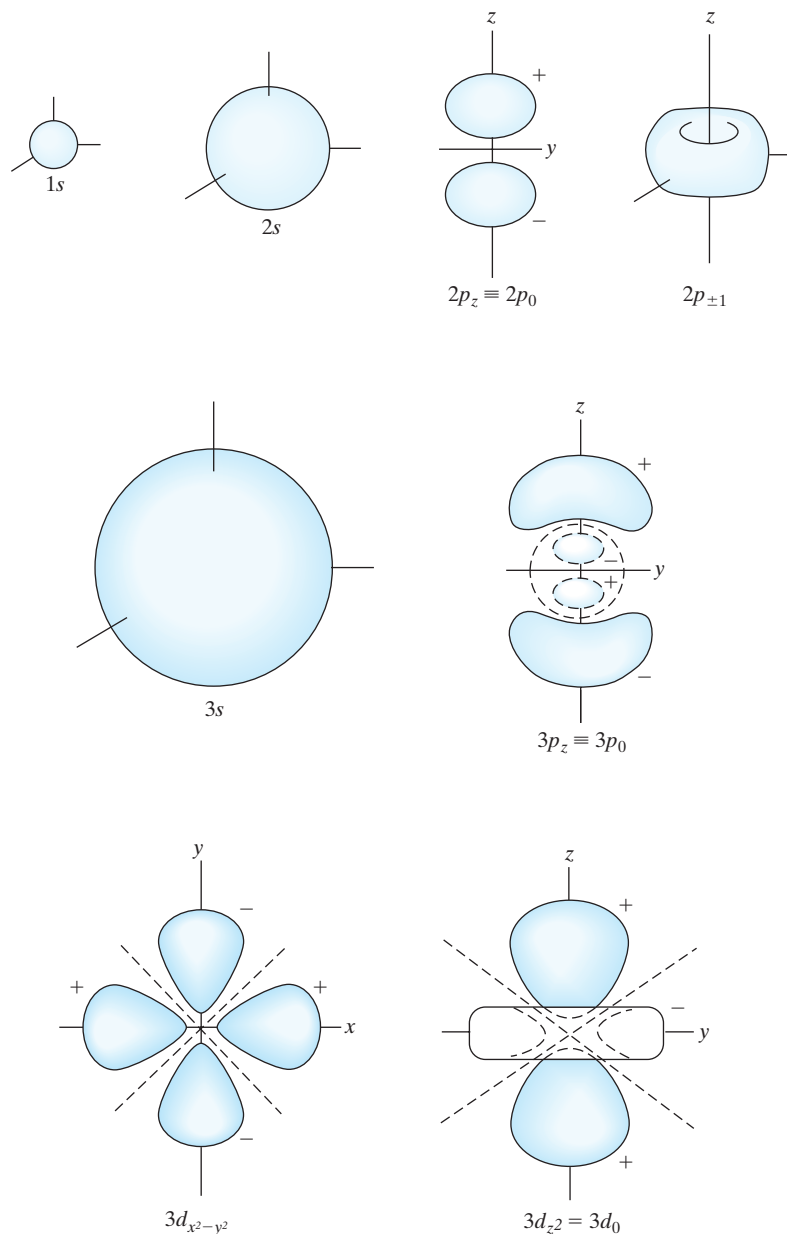 1s
2s
z
+
y
−
2p_z ≡ 2p_0
z
2p_{±1}
3s
z
+
−
y
+
−
3p_z ≡ 3p_0
y
−
+
+
x
−
3d_{x²−y²}
z
+
−
y
+
3d_{z²} = 3d_0